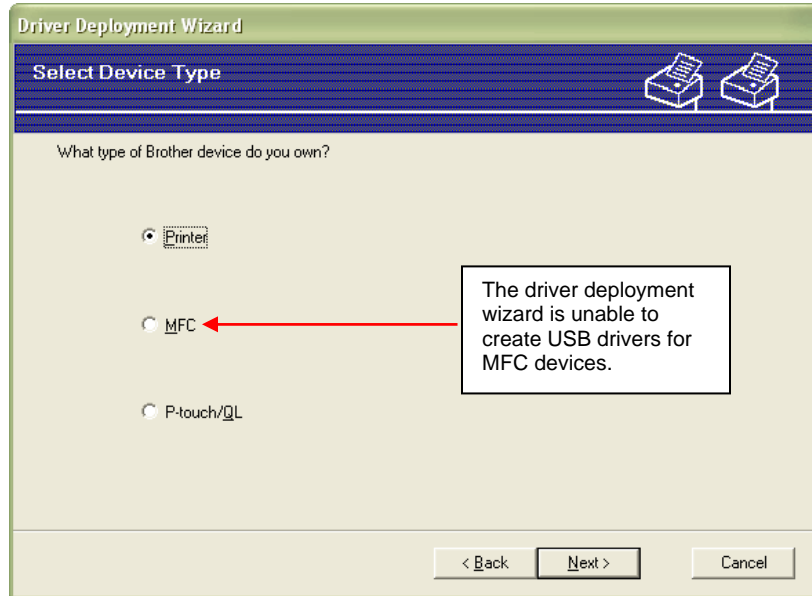 Driver Deployment Wizard
Select Device Type
What type of Brother device do you own?
Printer
MFC
The driver deployment
wizard is unable to
create USB drivers for
MFC devices.
P-touch/QL
< Back
Next >
Cancel